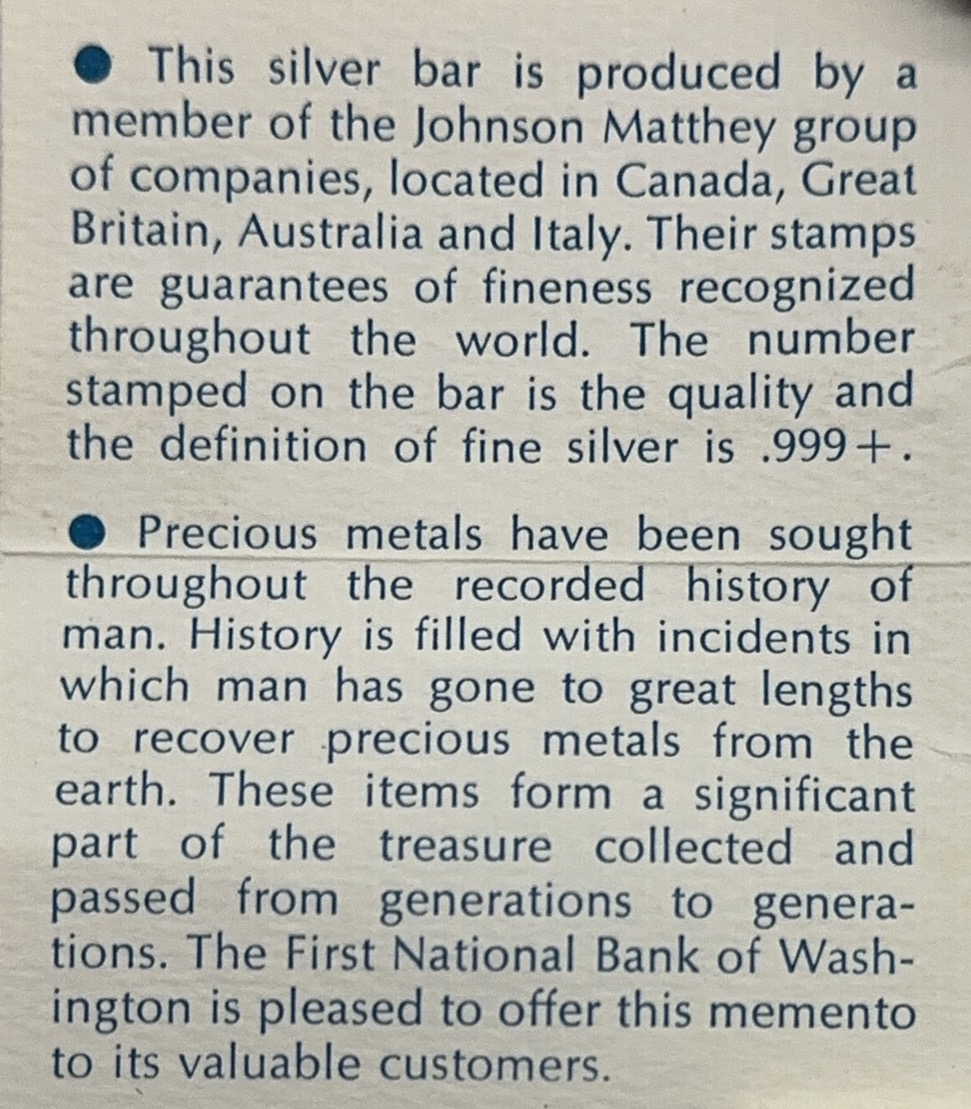 ● This silver bar is produced by a
member of the Johnson Matthey group
of companies, located in Canada, Great
Britain, Australia and Italy. Their stamps
are guarantees of fineness recognized
throughout the world. The number
stamped on the bar is the quality and
the definition of fine silver is .999+.
● Precious metals have been sought
throughout the recorded history of
man. History is filled with incidents in
which man has gone to great lengths
to recover precious metals from the
earth. These items form a significant
part of the treasure collected and
passed from generations to genera-
tions. The First National Bank of Wash-
ington is pleased to offer this memento
to its valuable customers.